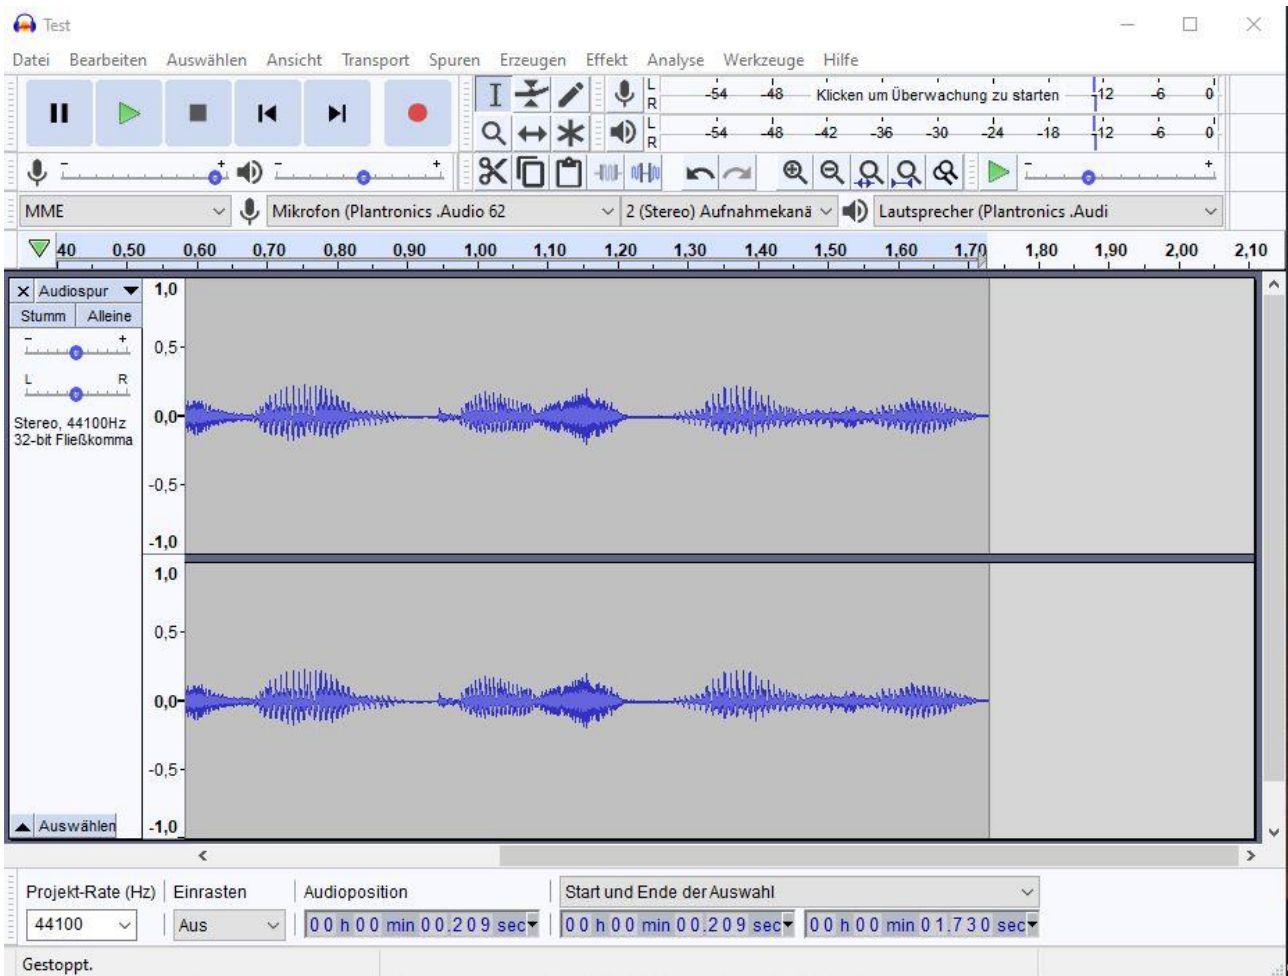 Test
Datei Bearbeiten Auswählen Ansicht Transport Spuren Erzeugen Effekt Analyse Werkzeuge Hilfe
L R -54 -48 Klicken um Überwachung zu starten -12 -6 0
L R -54 -48 -42 -36 -30 -24 -18 -12 -6 0
- + - + - +
MME Mikrofon (Plantronics .Audio 62 2 (Stereo) Aufnahmekanä Lautsprecher (Plantronics .Audi
40 0,50 0,60 0,70 0,80 0,90 1,00 1,10 1,20 1,30 1,40 1,50 1,60 1,70 1,80 1,90 2,00 2,10
X Audiospur 1,0
Stumm Alleine
- + 0,5
L R
0,0
Stereo, 44100Hz
32-bit Fließkomma
-0,5
-1,0
1,0
0,5
0,0
-0,5
Auswählen -1,0
Projekt-Rate (Hz) Einrasten Audioposition Start und Ende der Auswahl
44100 Aus 00 h 00 min 00.209 sec 00 h 00 min 00.209 sec 00 h 00 min 01.730 sec
Gestoppt.